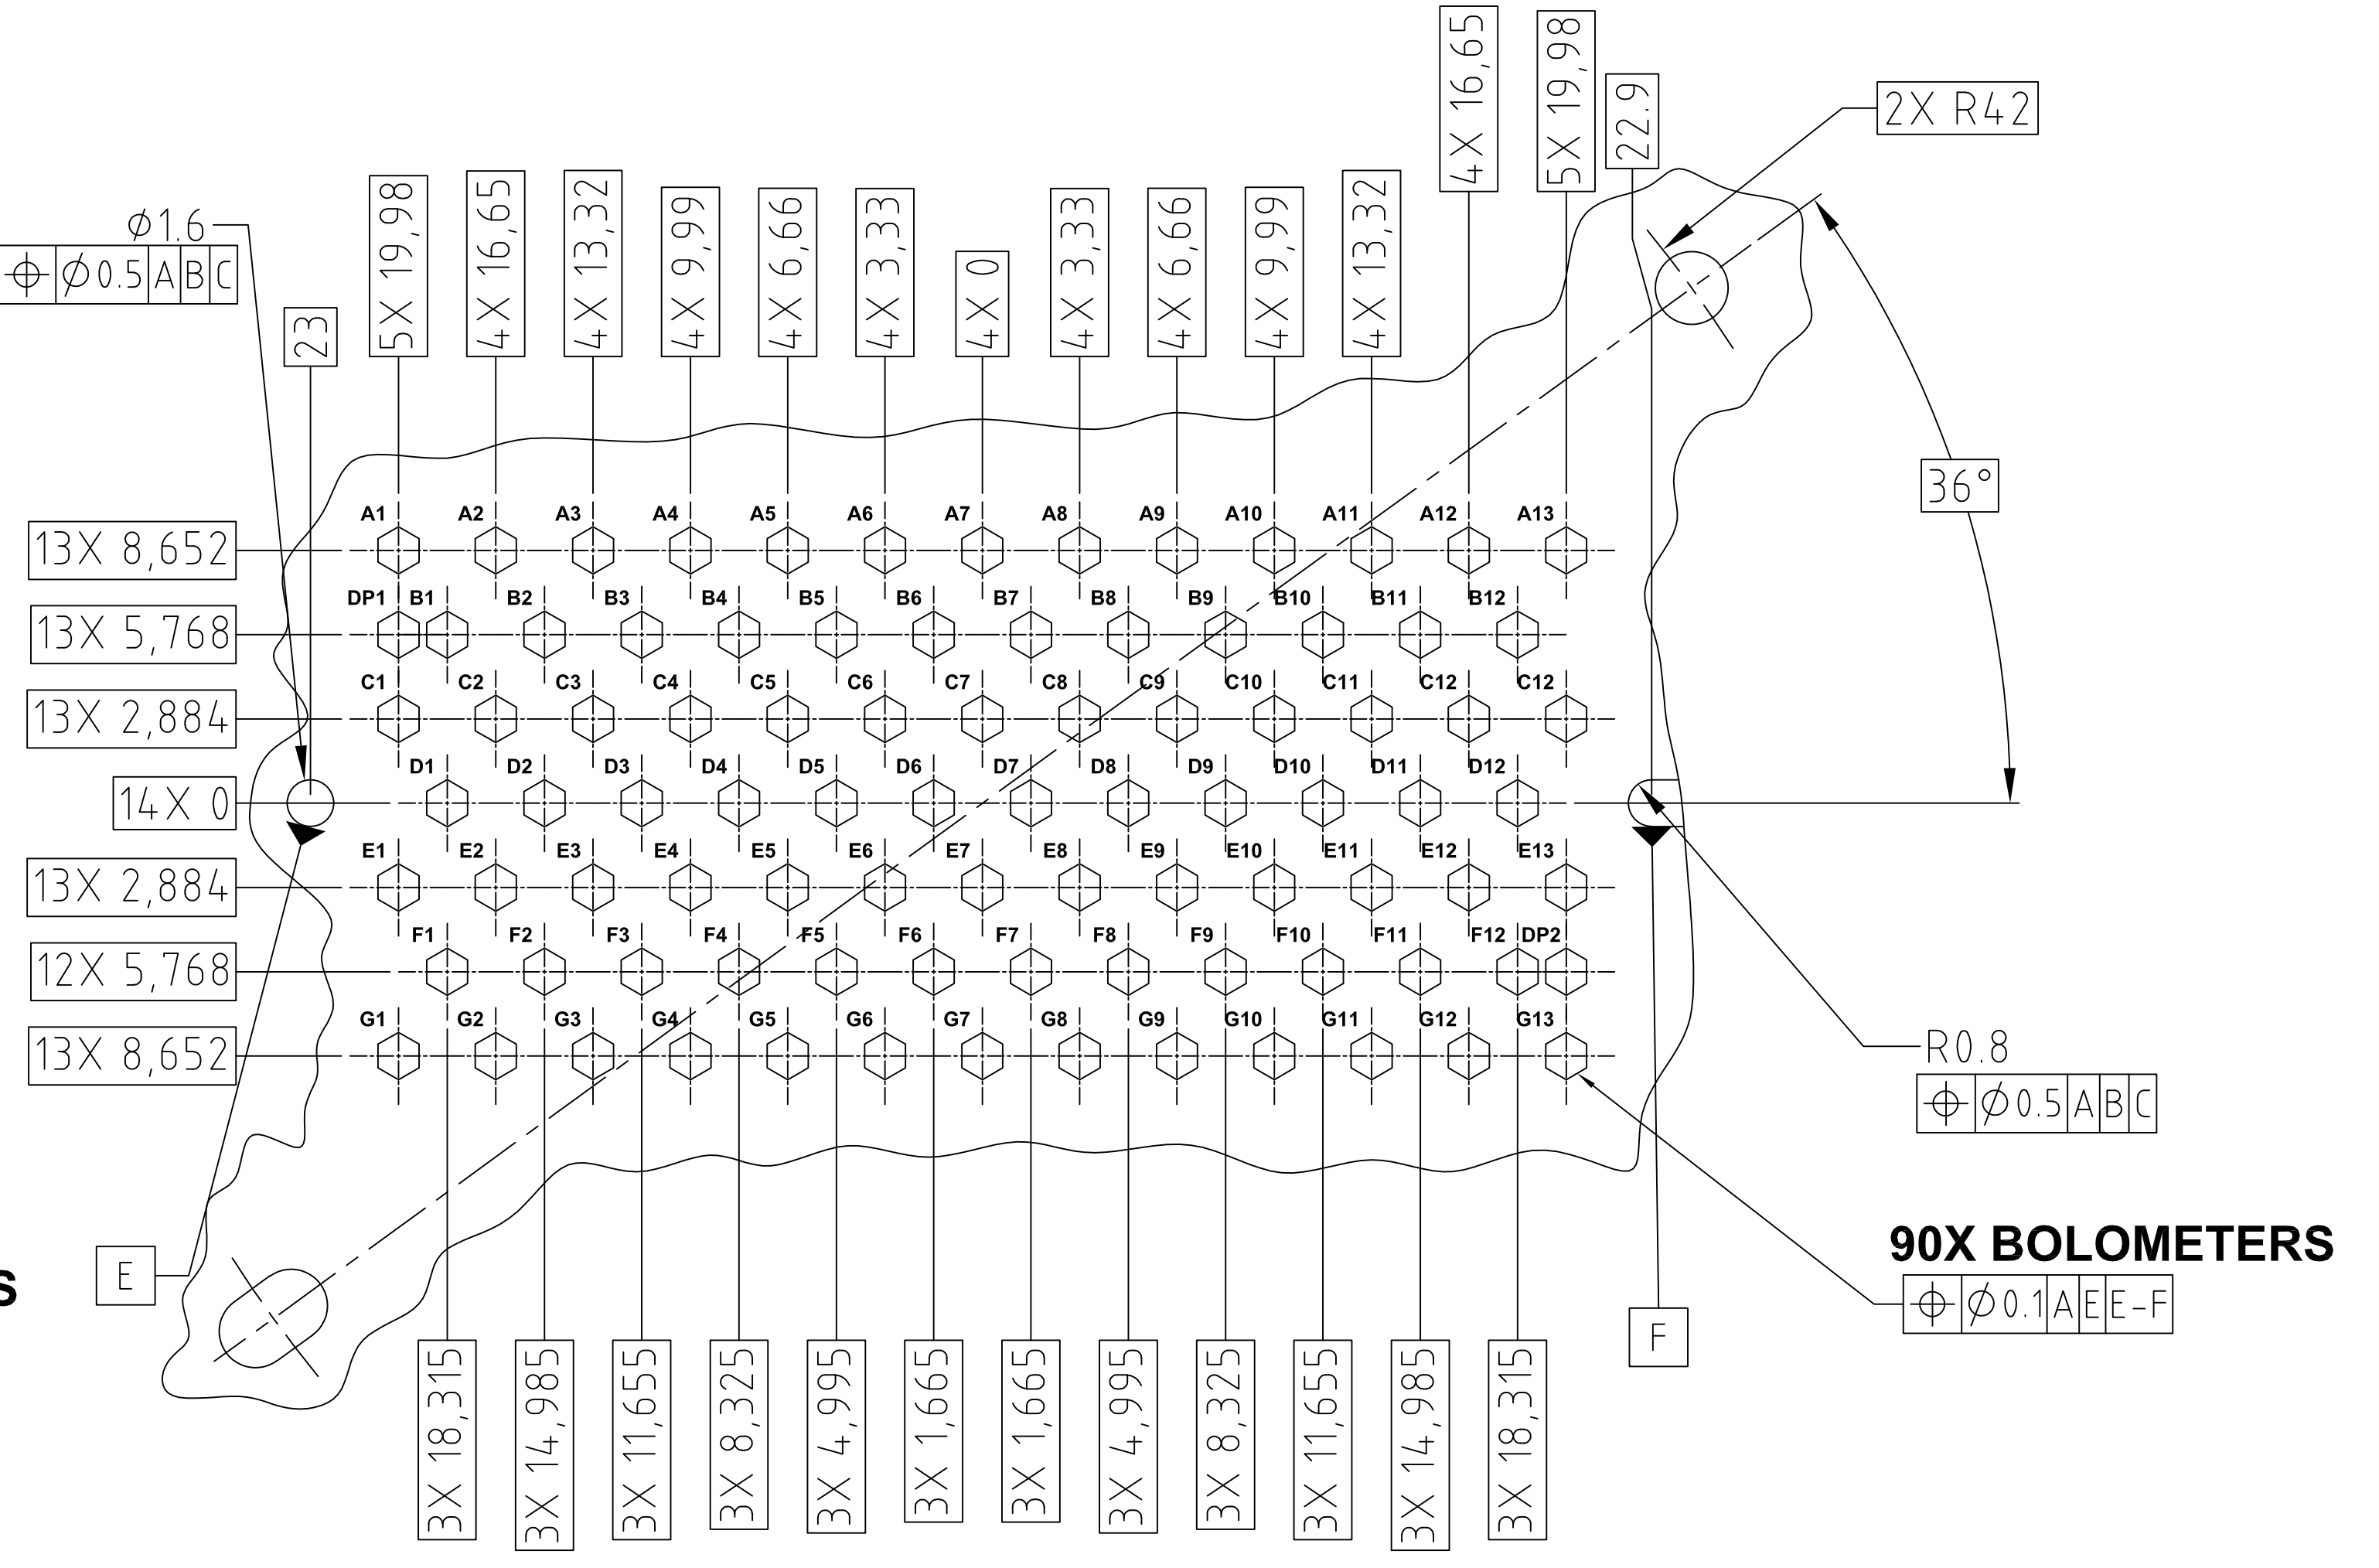 4X 16,65
5X 19,98
22.9
2X R42
5X 19,98
4X 16,65
4X 13,32
4X 9,99
4X 6,66
4X 3,33
4X 0
4X 3,33
4X 6,66
4X 9,99
4X 13,32
⌀1.6
⌖ ⌀0.5 A B C
23
36°
A1 A2 A3 A4 A5 A6 A7 A8 A9 A10 A11 A12 A13
13X 8,652
DP1 B1 B2 B3 B4 B5 B6 B7 B8 B9 B10 B11 B12
13X 5,768
C1 C2 C3 C4 C5 C6 C7 C8 C9 C10 C11 C12 C12
13X 2,884
D1 D2 D3 D4 D5 D6 D7 D8 D9 D10 D11 D12
14X 0
E1 E2 E3 E4 E5 E6 E7 E8 E9 E10 E11 E12 E13
13X 2,884
F1 F2 F3 F4 F5 F6 F7 F8 F9 F10 F11 F12 DP2
12X 5,768
G1 G2 G3 G4 G5 G6 G7 G8 G9 G10 G11 G12 G13
13X 8,652
R0.8
⌖ ⌀0.5 A B C
90X BOLOMETERS
⌖ ⌀0.1 A E E-F
S
E
F
3X 18,315
3X 14,985
3X 11,655
3X 8,325
3X 4,995
3X 1,665
3X 1,665
3X 4,995
3X 8,325
3X 11,655
3X 14,985
3X 18,315